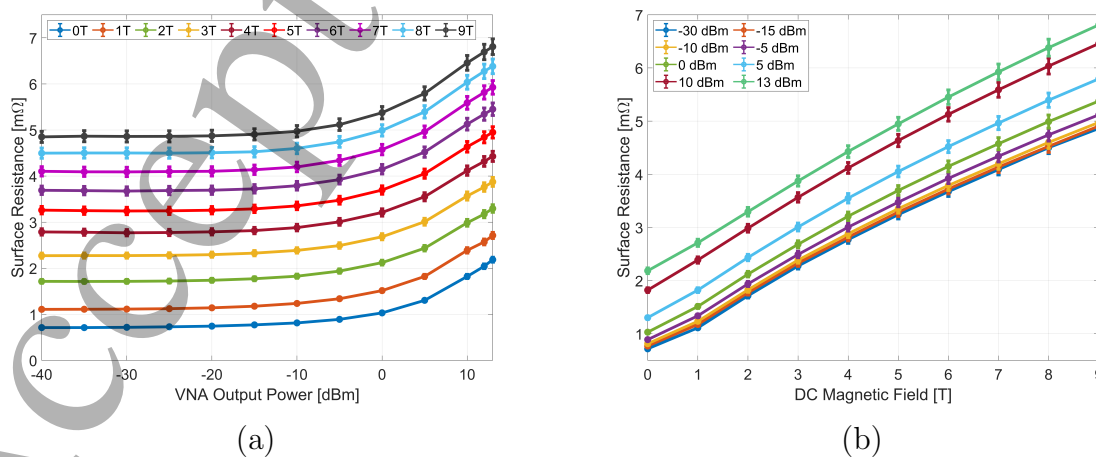 0T 1T 2T 3T 4T 5T 6T 7T 8T 9T
7
6
5
4
3
2
1
0
Surface Resistance [mΩ]
-40 -30 -20 -10 0 10
VNA Output Power [dBm]
(a)
-30 dBm -15 dBm
-10 dBm -5 dBm
0 dBm 5 dBm
10 dBm 13 dBm
7
6
5
4
3
2
1
Surface Resistance [mΩ]
0 1 2 3 4 5 6 7 8 9
DC Magnetic Field [T]
(b)
ccep